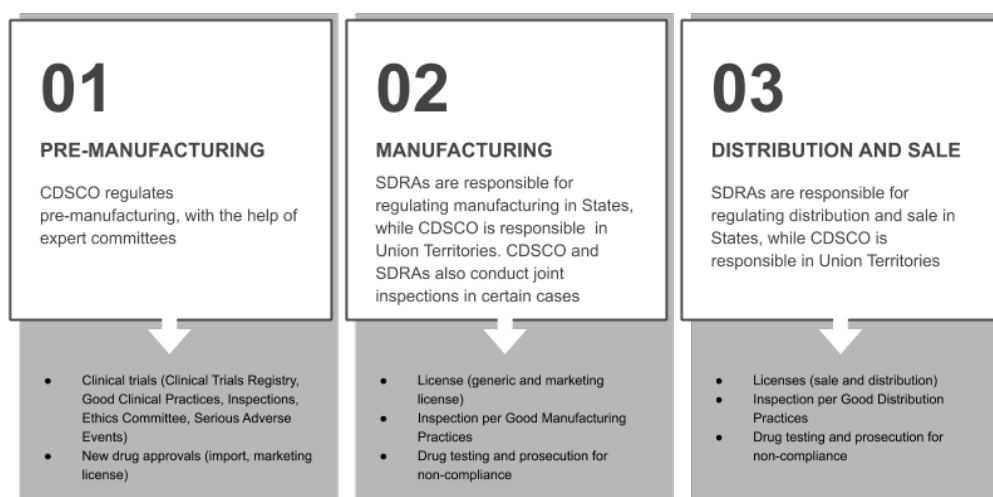 01
PRE-MANUFACTURING
CDSCO regulates
pre-manufacturing, with the help of
expert committees
● Clinical trials (Clinical Trials Registry,
Good Clinical Practices, Inspections,
Ethics Committee, Serious Adverse
Events)
● New drug approvals (import, marketing
license)
02
MANUFACTURING
SDRAs are responsible for
regulating manufacturing in States,
while CDSCO is responsible in
Union Territories. CDSCO and
SDRAs also conduct joint
inspections in certain cases
● License (generic and marketing
license)
● Inspection per Good Manufacturing
Practices
● Drug testing and prosecution for
non-compliance
03
DISTRIBUTION AND SALE
SDRAs are responsible for
regulating distribution and sale in
States, while CDSCO is
responsible in Union Territories
● Licenses (sale and distribution)
● Inspection per Good Distribution
Practices
● Drug testing and prosecution for
non-compliance